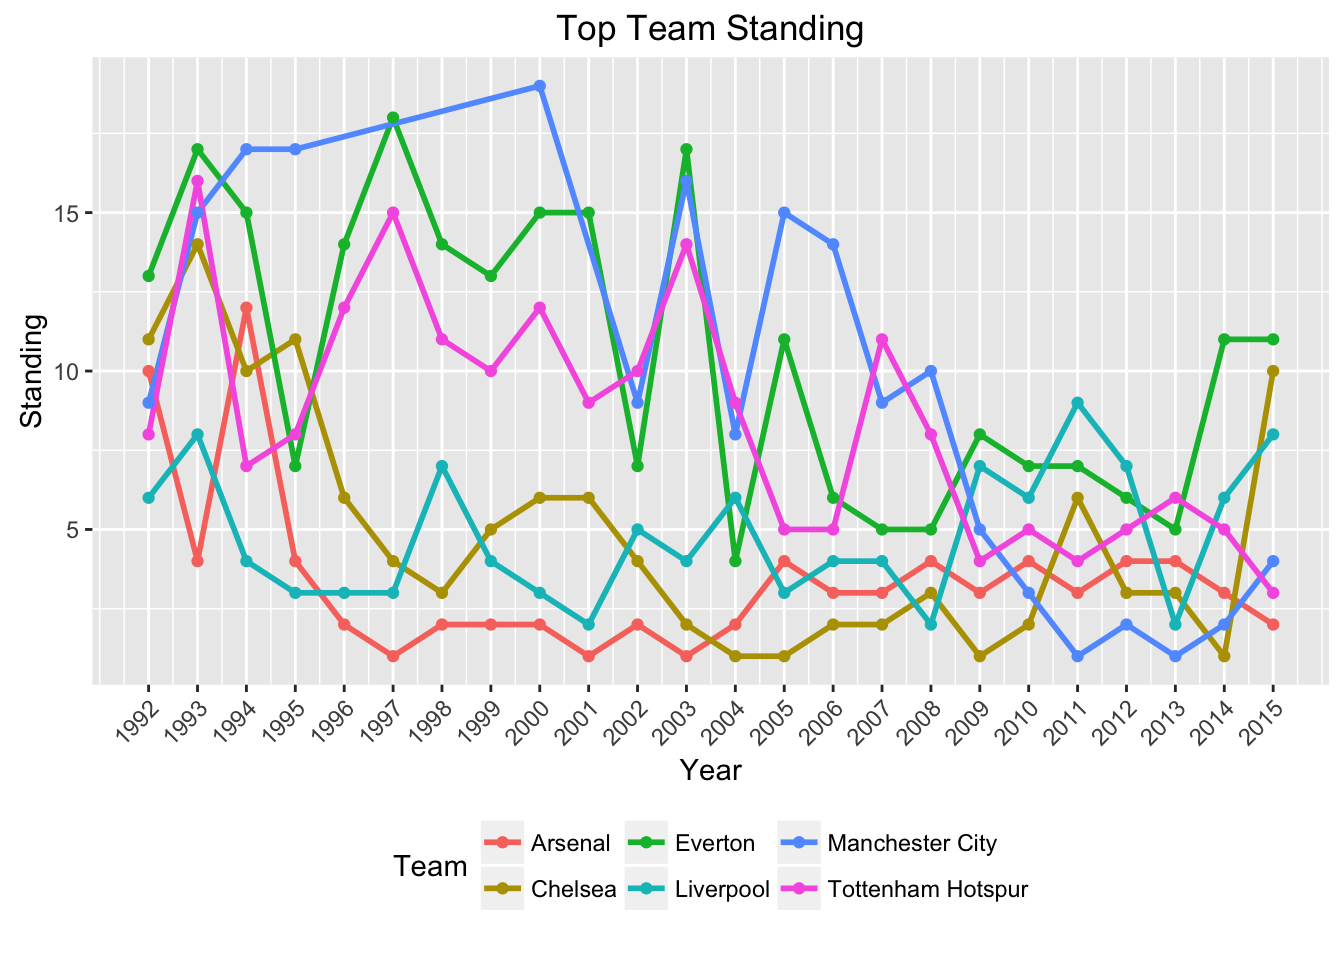 Top Team Standing
Standing
15
10
5
1992 1993 1994 1995 1996 1997 1998 1999 2000 2001 2002 2003 2004 2005 2006 2007 2008 2009 2010 2011 2012 2013 2014 2015
Year
Team
Arsenal Everton Manchester City
Chelsea Liverpool Tottenham Hotspur